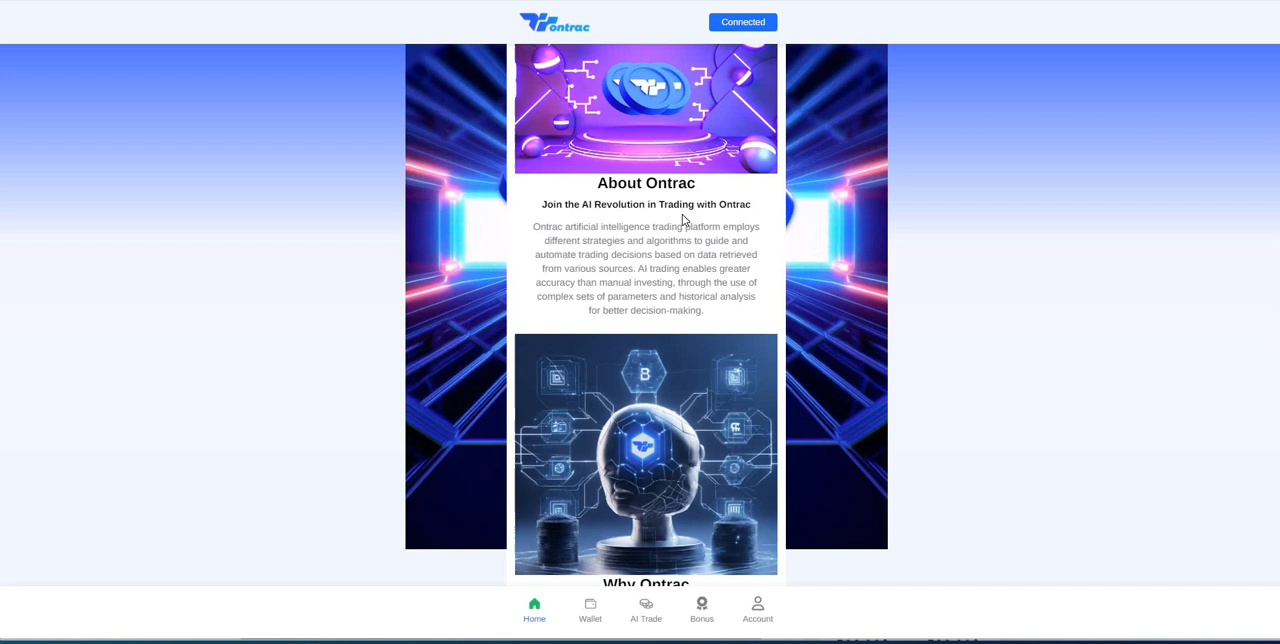 ontrac
Connected
About Ontrac
Join the AI Revolution in Trading with Ontrac
Ontrac artificial intelligence trading platform employs
different strategies and algorithms to guide and
automate trading decisions based on data retrieved
from various sources. AI trading enables greater
accuracy than manual investing, through the use of
complex sets of parameters and historical analysis
for better decision-making.
B
Why Ontrac
Home
Wallet
AI Trade
Bonus
Account